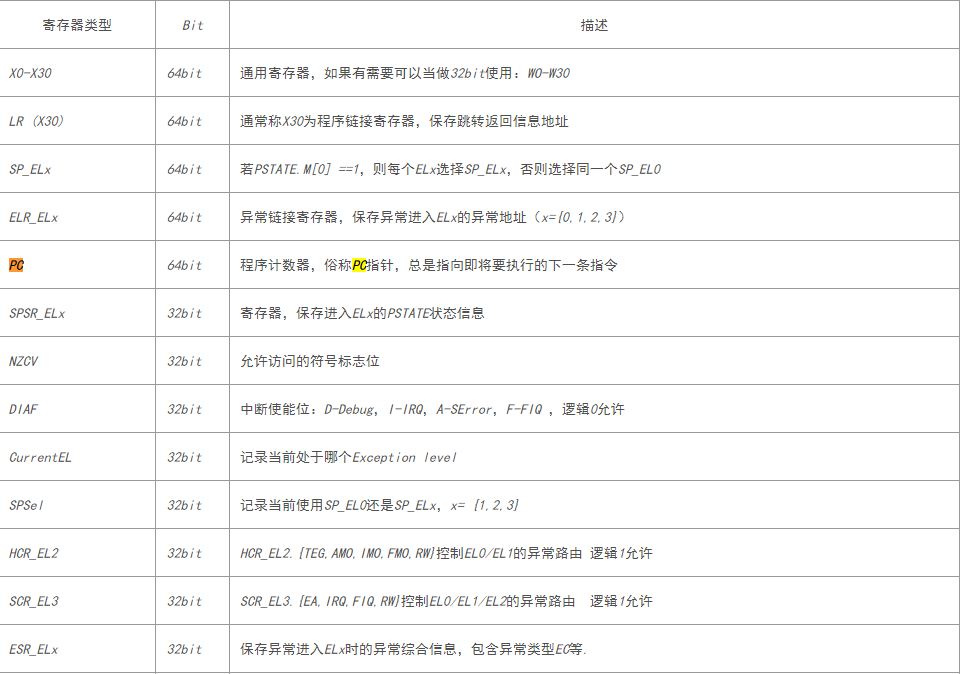 寄存器类型 Bit 描述
X0-X30 64bit 通用寄存器，如果有需要可以当做32bit使用：WO-W30
LR (X30) 64bit 通常称X30为程序链接寄存器，保存跳转返回信息地址
SP_ELx 64bit 若PSTATE.M[0] ==1，则每个ELx选择SP_ELx，否则选择同一个SP_EL0
ELR_ELx 64bit 异常链接寄存器，保存异常进入ELx的异常地址（x={0,1,2,3}）
PC 64bit 程序计数器，俗称PC指针，总是指向即将要执行的下一条指令
SPSR_ELx 32bit 寄存器，保存进入ELx的PSTATE状态信息
NZCV 32bit 允许访问的符号标志位
DIAF 32bit 中断使能位：D-Debug，I-IRQ，A-SError，F-FIQ ，逻辑0允许
CurrentEL 32bit 记录当前处于哪个Exception level
SPSel 32bit 记录当前使用SP_EL0还是SP_ELx，x= {1,2,3}
HCR_EL2 32bit HCR_EL2.{TEG,AMO,IMO,FMO,RW}控制EL0/EL1的异常路由 逻辑1允许
SCR_EL3 32bit SCR_EL3.{EA,IRQ,FIQ,RW}控制EL0/EL1/EL2的异常路由 逻辑1允许
ESR_ELx 32bit 保存异常进入ELx时的异常综合信息，包含异常类型EC等.